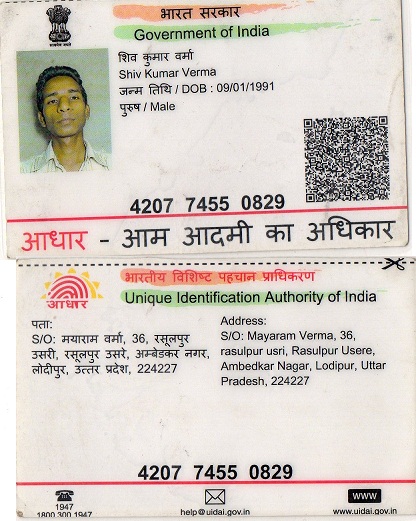 भारत सरकार
Government of India
सत्यमेव जयते
शिव कुमार वर्मा
Shiv Kumar Verma
जन्म तिथि / DOB : 09/01/1991
पुरुष / Male
4207 7455 0829
आधार - आम आदमी का अधिकार
भारतीय विशिष्ट पहचान प्राधिकरण
Unique Identification Authority of India
आधार
पता:
S/O: मयाराम वर्मा, 36, रसूलपुर
उसरी, रसूलपुर उसरे, अम्बेडकर नगर,
लोदीपुर, उत्तर प्रदेश, 224227
Address:
S/O: Mayaram Verma, 36,
rasulpur usri, Rasulpur Usere,
Ambedkar Nagar, Lodipur, Uttar
Pradesh, 224227
4207 7455 0829
1947
1800 300 1947
help@uidai.gov.in
www
www.uidai.gov.in